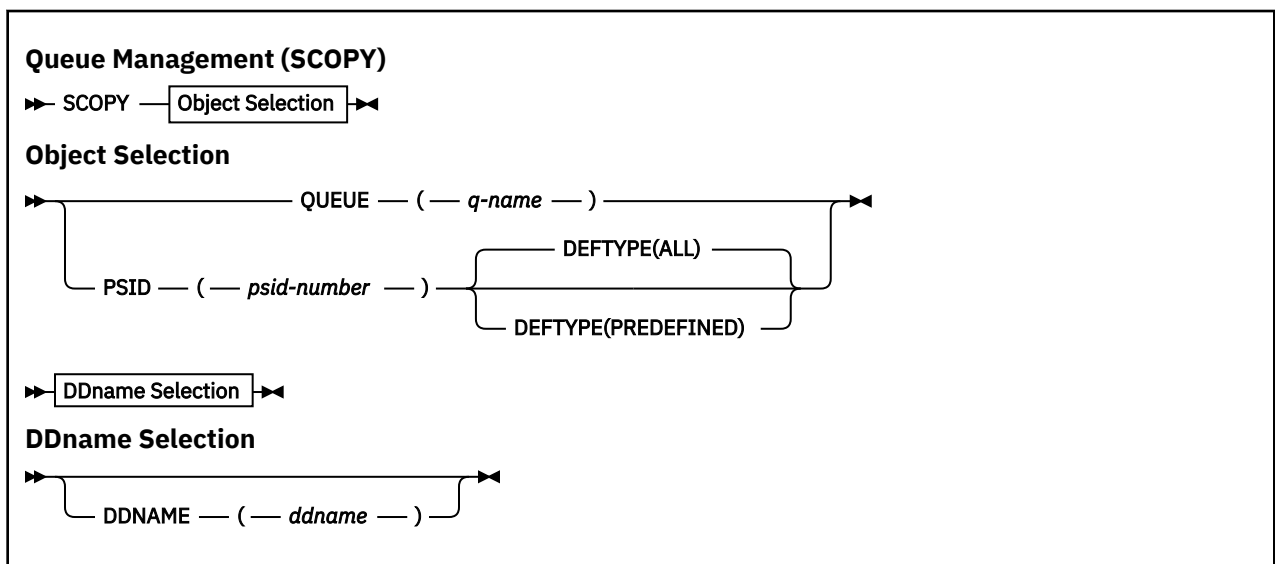 Queue Management (SCOPY)
SCOPY Object Selection
Object Selection
QUEUE ( q-name )
DEFTYPE(ALL)
PSID ( psid-number )
DEFTYPE(PREDEFINED)
DDname Selection
DDname Selection
DDNAME ( ddname )